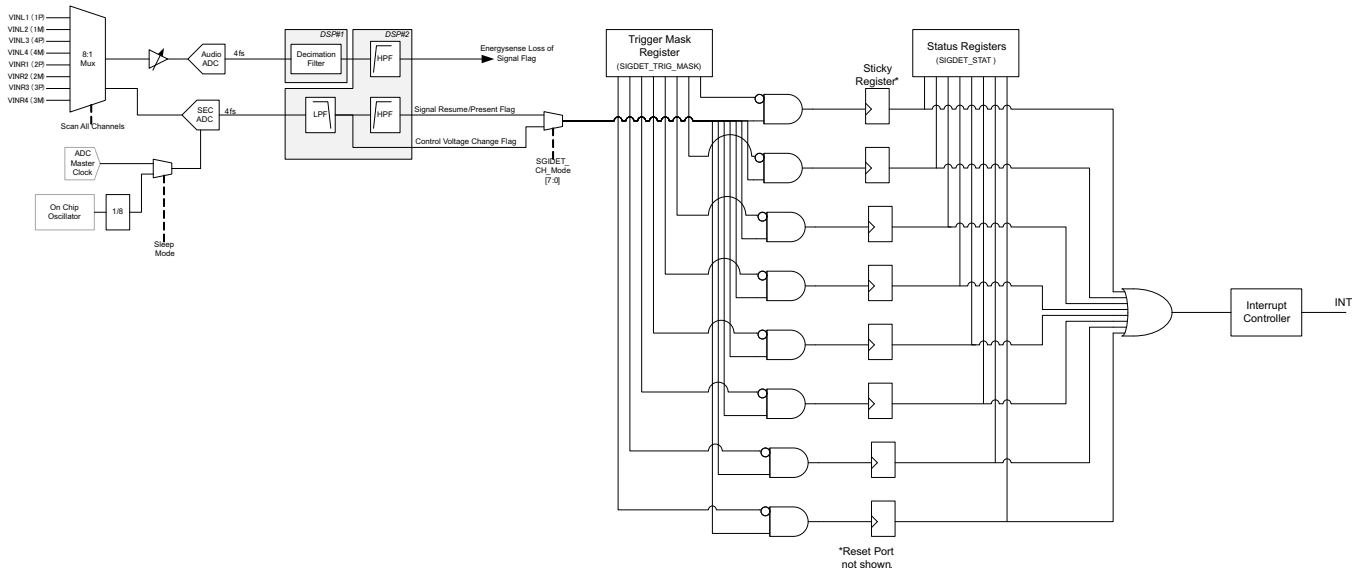 VINL1 (1P)
VINL2 (1M)
VINL3 (4P)
VINL4 (4M)
VINR1 (2P)
VINR2 (2M)
VINR3 (3P)
VINR4 (3M)
8:1
Mux
Scan All Channels
Audio
ADC
4fs
SEC
ADC
4fs
ADC
Master
Clock
On Chip
Oscillator
1/8
Sleep
Mode
DSP#1
Decimation
Filter
DSP#2
HPF
LPF
HPF
Energysense Loss of
Signal Flag
Signal Resume/Present Flag
Control Voltage Change Flag
SGIDET_
CH_Mode
[7:0]
Trigger Mask
Register
(SIGDET_TRIG_MASK)
Sticky
Register*
Status Registers
(SIGDET_STAT )
*Reset Port
not shown.
Interrupt
Controller
INT